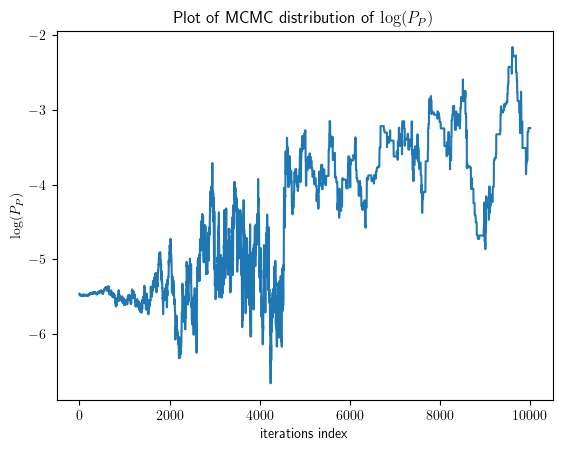 Plot of MCMC distribution of log(P_P)
log(P_P)
−2
−3
−4
−5
−6
0 2000 4000 6000 8000 10000
iterations index